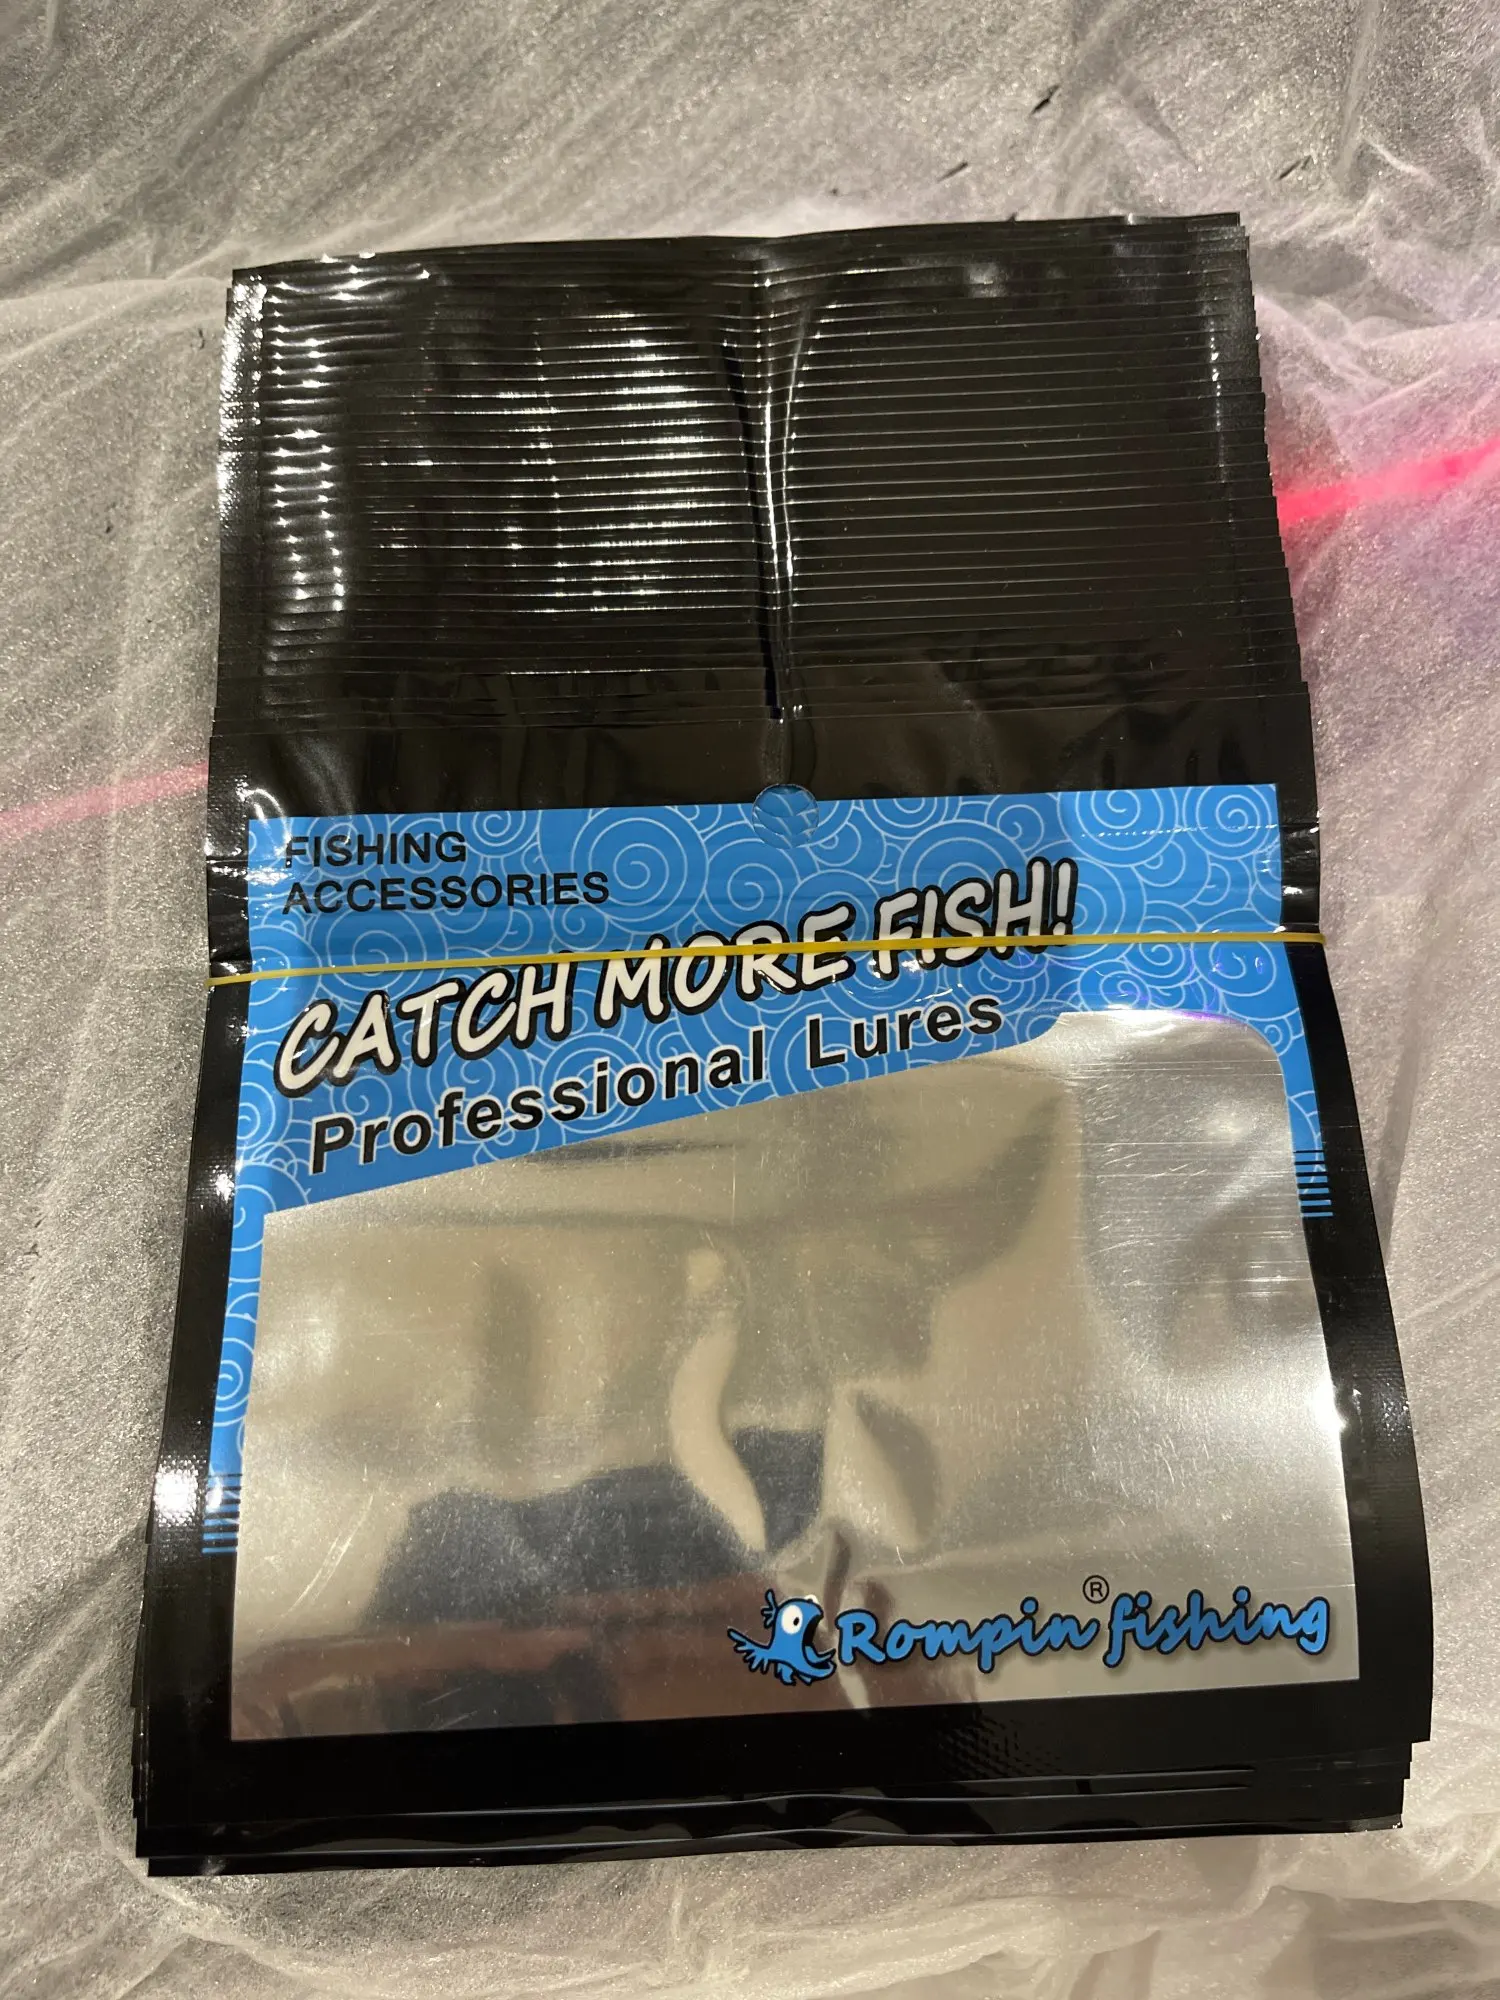 FISHING
ACCESSORIES
CATCH MORE FISH!
Professional Lures
Rompin® fishing